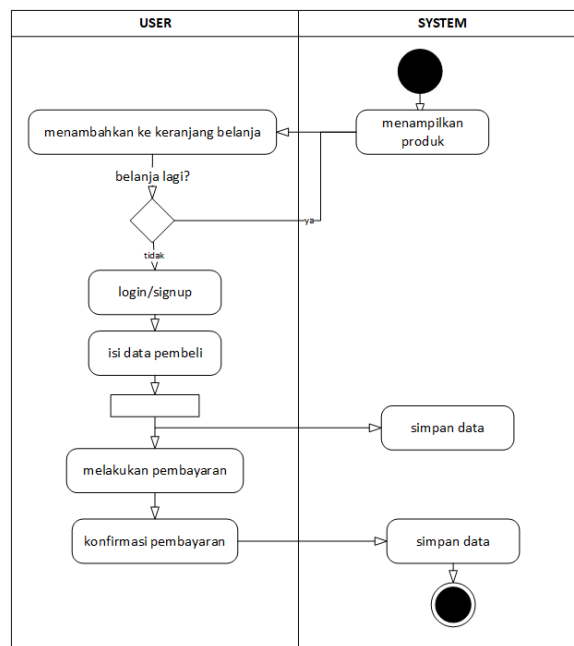 USER
SYSTEM
menambahkan ke keranjang belanja
menampilkan
produk
belanja lagi?
ya
tidak
login/signup
isi data pembeli
simpan data
melakukan pembayaran
konfirmasi pembayaran
simpan data